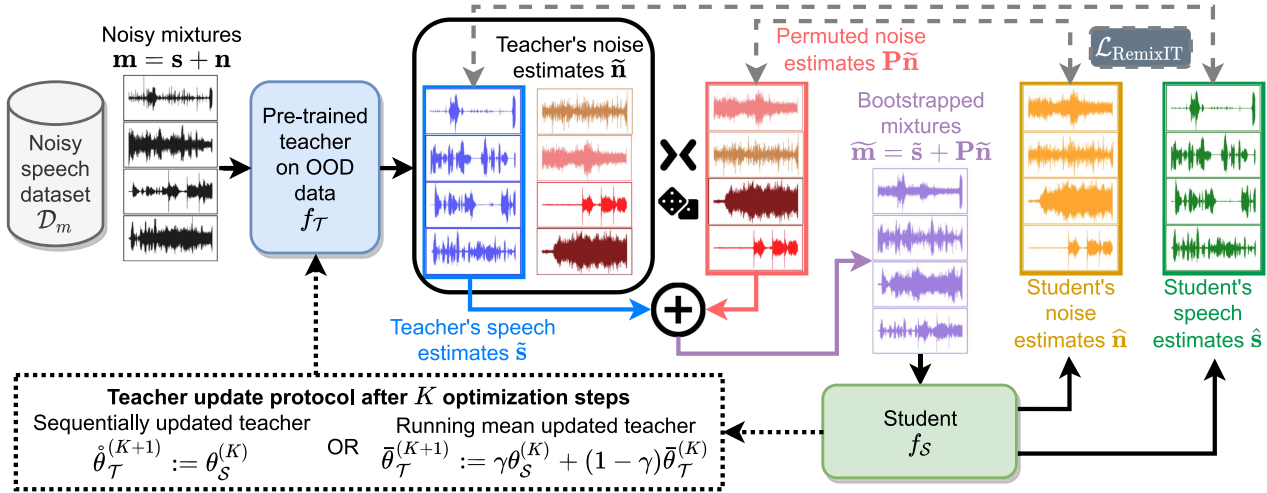 Noisy mixtures
m = s + n
Noisy
speech
dataset
𝒟_m
Pre-trained
teacher
on OOD
data
f_𝒯
Teacher's noise
estimates ñ
Teacher's speech
estimates s̃
Permuted noise
estimates Pñ
Bootstrapped
mixtures
m̃ = s̃ + Pñ
ℒ_RemixIT
Student's
noise
estimates n̂
Student's
speech
estimates ŝ
Student
f_𝒮
Teacher update protocol after K optimization steps
Sequentially updated teacher
θ̊_𝒯^(K+1) := θ_𝒮^(K)
OR
Running mean updated teacher
θ̄_𝒯^(K+1) := γθ_𝒮^(K) + (1 − γ)θ̄_𝒯^(K)